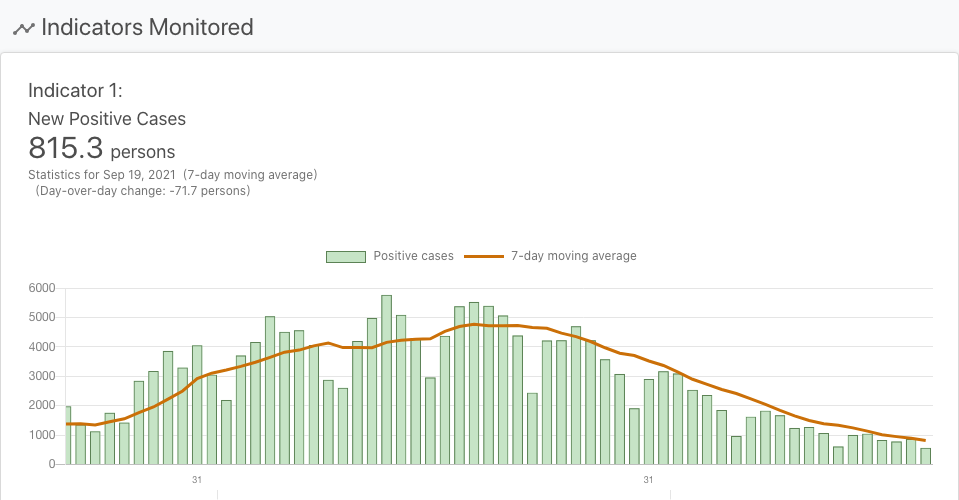 Indicators Monitored
Indicator 1:
New Positive Cases
815.3 persons
Statistics for Sep 19, 2021 (7-day moving average)
(Day-over-day change: -71.7 persons)
Positive cases 7-day moving average
6000
5000
4000
3000
2000
1000
0
31 31